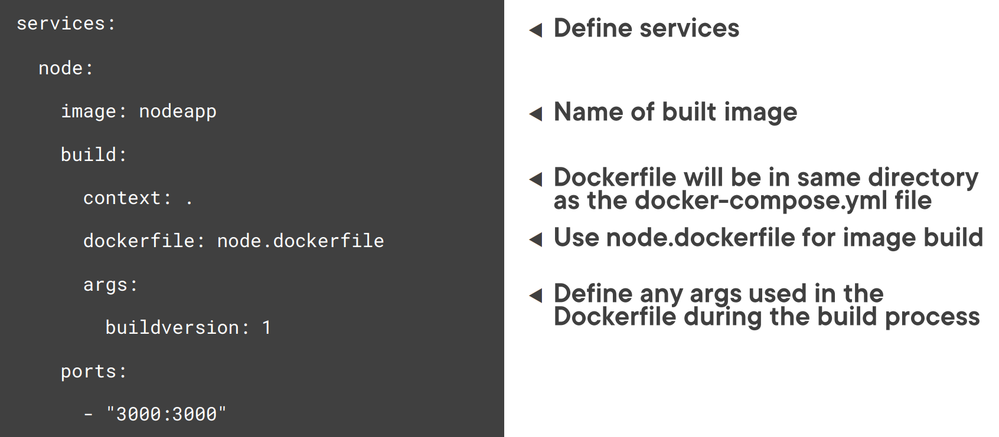 services:
  node:
    image: nodeapp
    build:
      context: .
      dockerfile: node.dockerfile
      args:
        buildversion: 1
    ports:
      - "3000:3000"
◀ Define services
◀ Name of built image
◀ Dockerfile will be in same directory
as the docker-compose.yml file
◀ Use node.dockerfile for image build
◀ Define any args used in the
Dockerfile during the build process